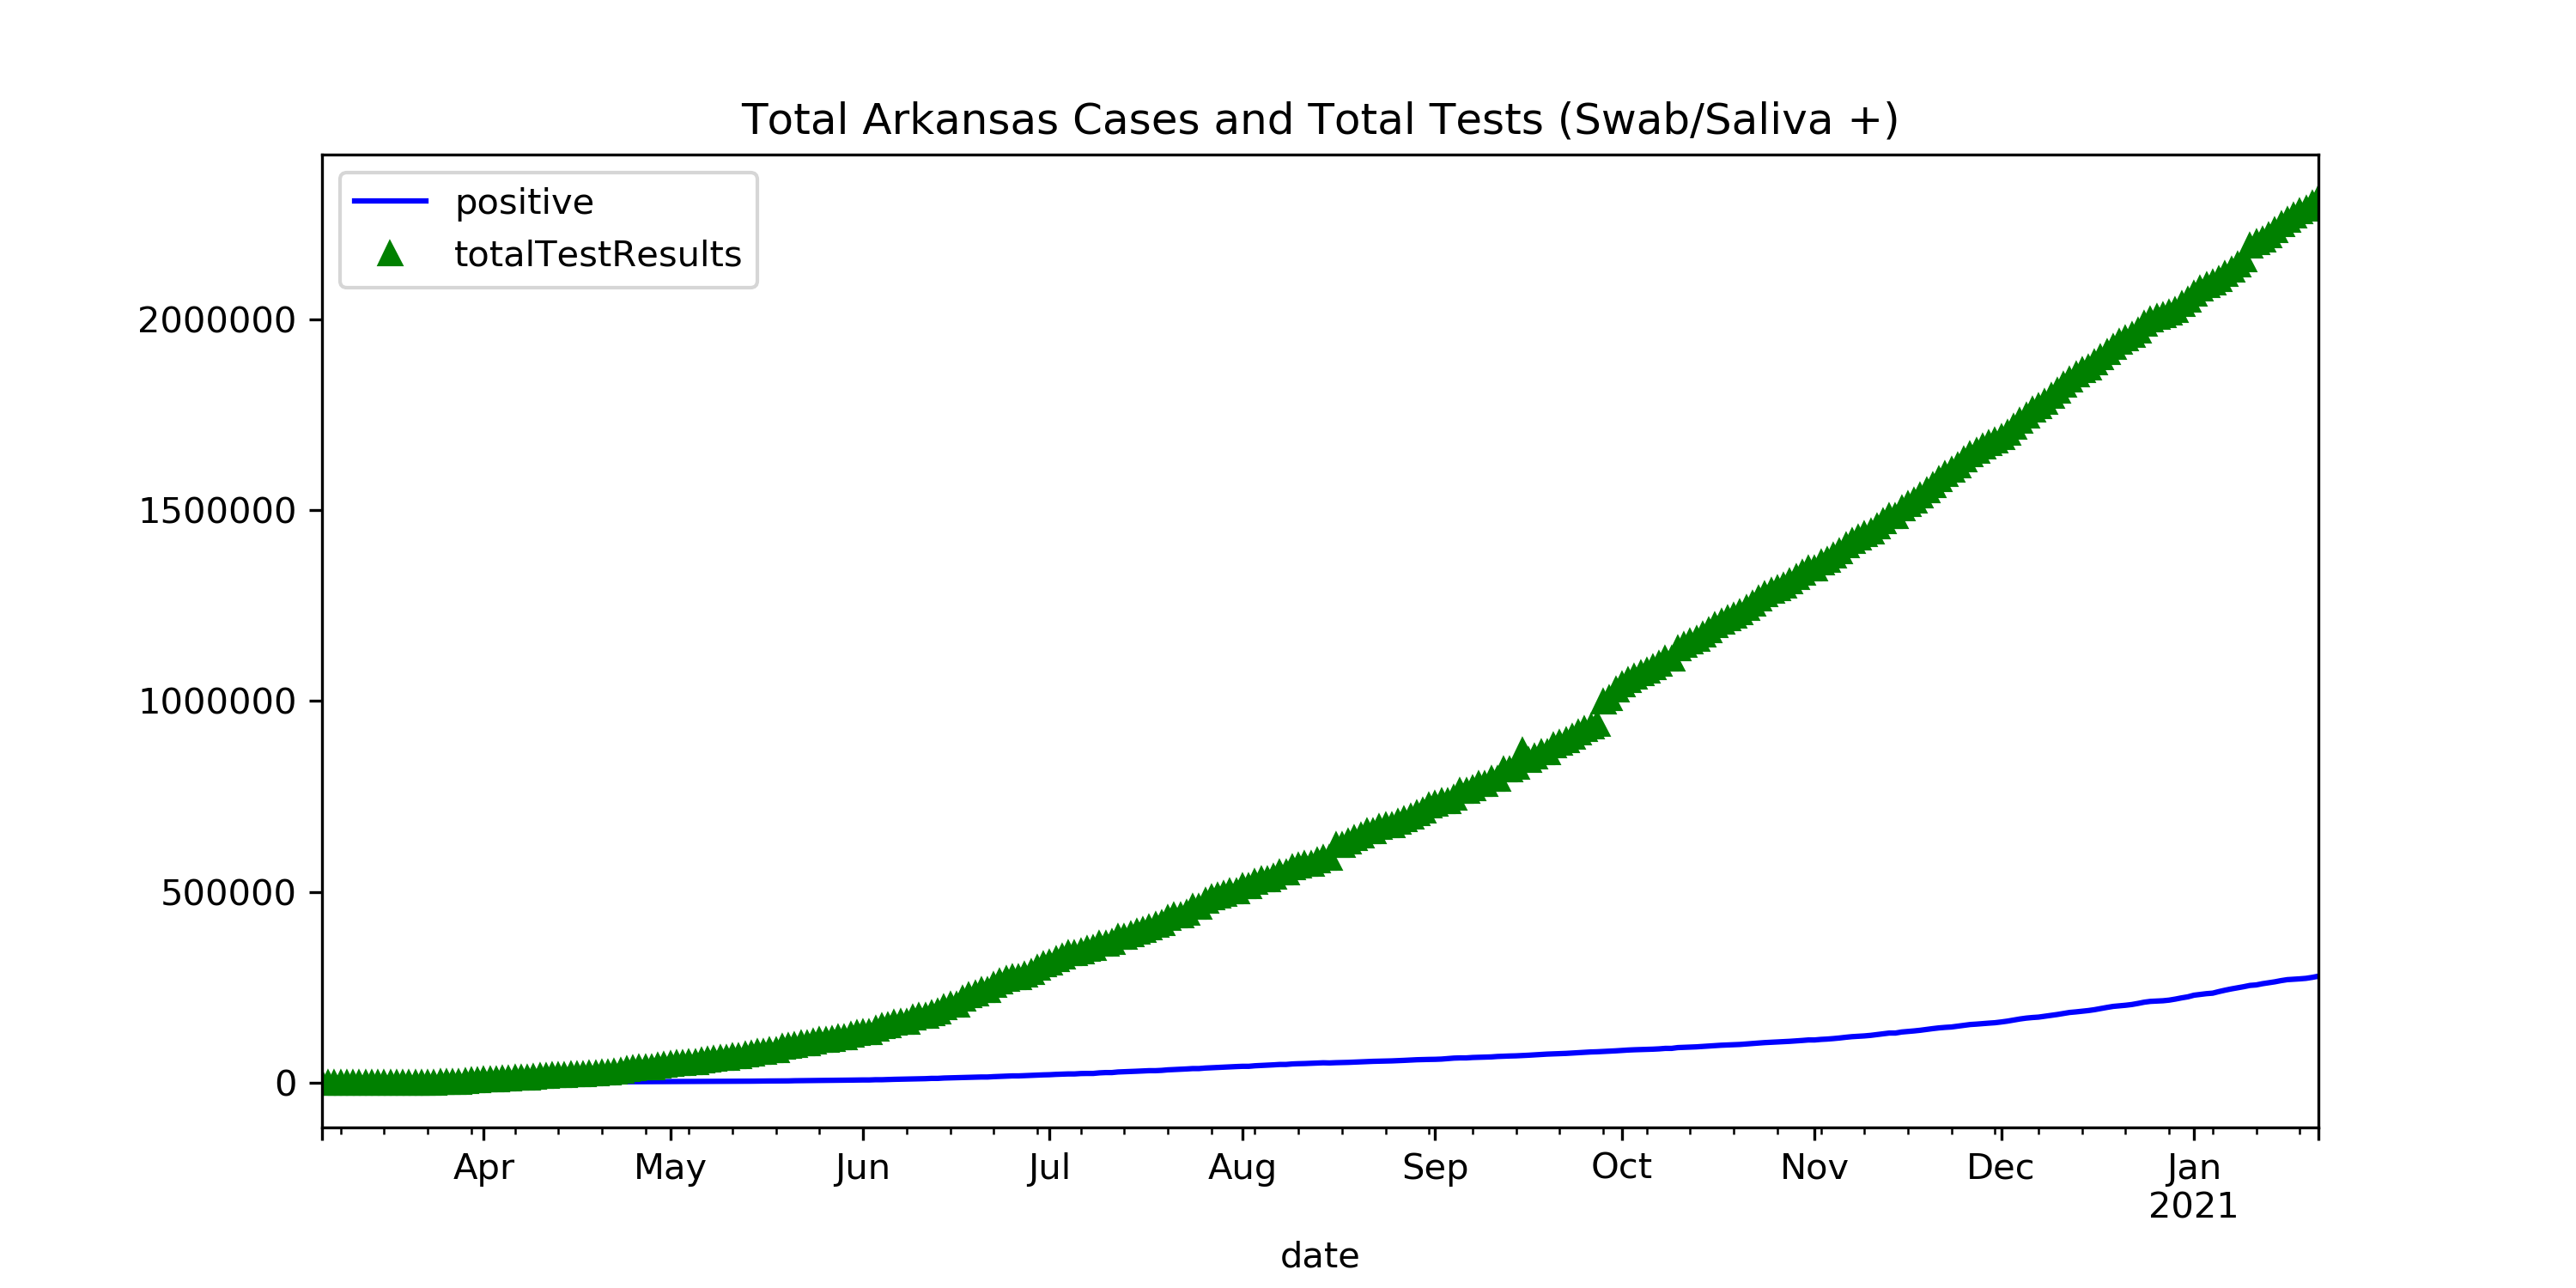 Total Arkansas Cases and Total Tests (Swab/Saliva +)
positive
totalTestResults
2000000
1500000
1000000
500000
0
Apr May Jun Jul Aug Sep Oct Nov Dec Jan
2021
date